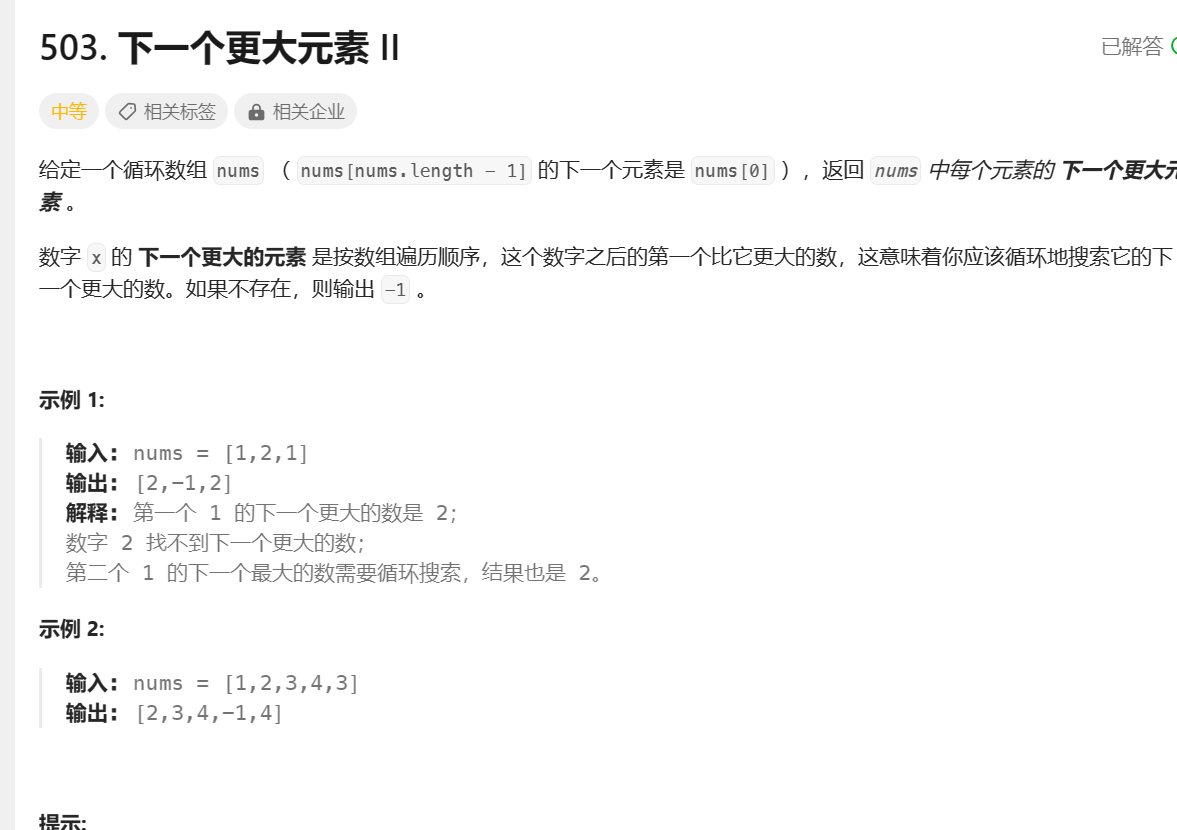 503. 下一个更大元素 II
已解答
中等 相关标签 相关企业
给定一个循环数组 nums （ nums[nums.length - 1] 的下一个元素是 nums[0] ），返回 nums 中每个元素的 下一个更大元
素 。
数字 x 的 下一个更大的元素 是按数组遍历顺序，这个数字之后的第一个比它更大的数，这意味着你应该循环地搜索它的下
一个更大的数。如果不存在，则输出 -1 。
示例 1:
输入: nums = [1,2,1]
输出: [2,-1,2]
解释: 第一个 1 的下一个更大的数是 2；
数字 2 找不到下一个更大的数；
第二个 1 的下一个最大的数需要循环搜索，结果也是 2。
示例 2:
输入: nums = [1,2,3,4,3]
输出: [2,3,4,-1,4]
提示: